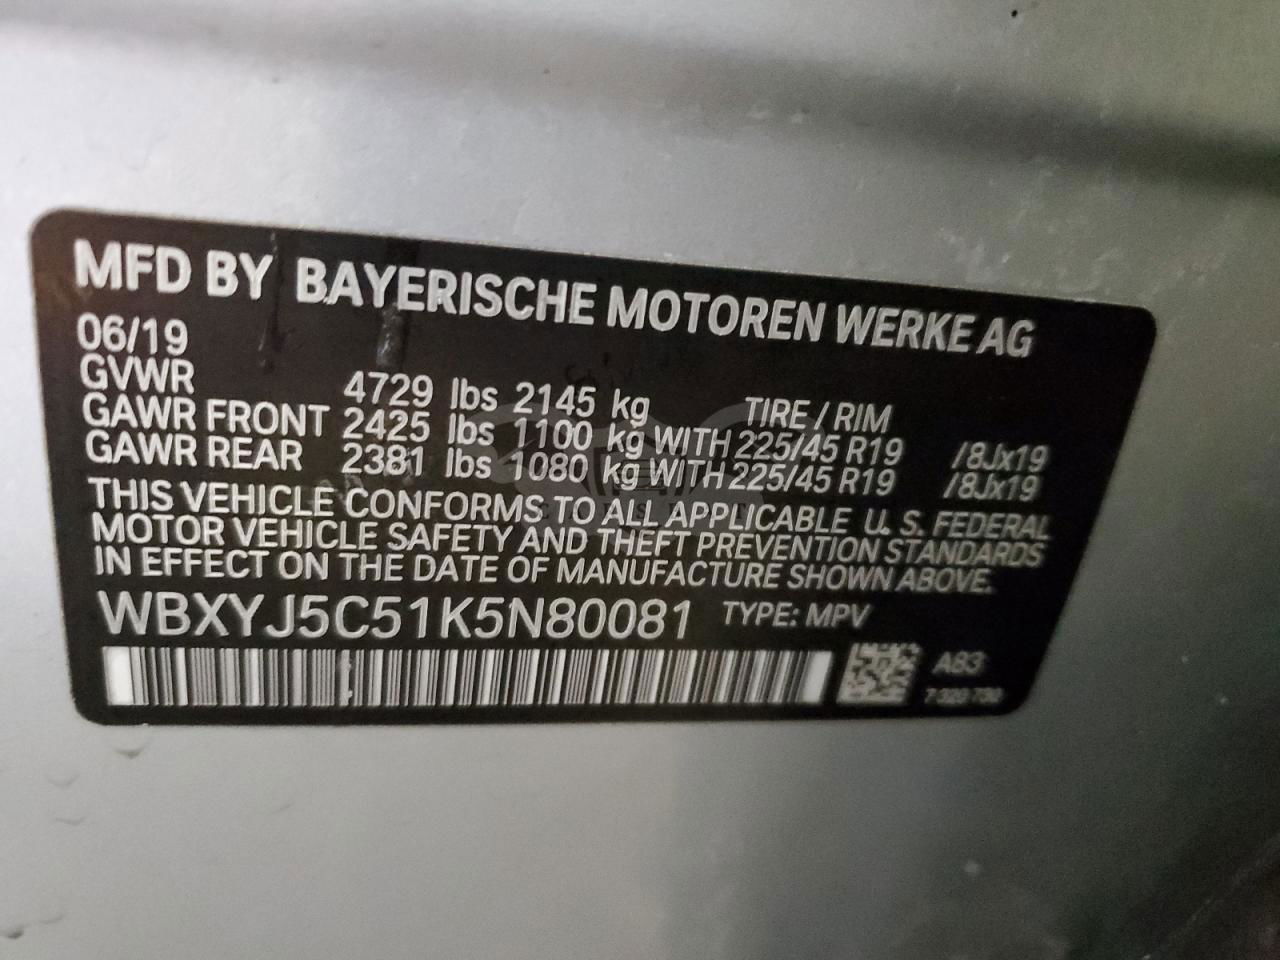 MFD BY BAYERISCHE MOTOREN WERKE AG
06/19
GVWR 4729 lbs 2145 kg TIRE / RIM
GAWR FRONT 2425 lbs 1100 kg WITH 225/45 R19 /8Jx19
GAWR REAR 2381 lbs 1080 kg WITH 225/45 R19 /8Jx19
THIS VEHICLE CONFORMS TO ALL APPLICABLE U. S. FEDERAL
MOTOR VEHICLE SAFETY AND THEFT PREVENTION STANDARDS
IN EFFECT ON THE DATE OF MANUFACTURE SHOWN ABOVE.
WBXYJ5C51K5N80081 TYPE: MPV
A83